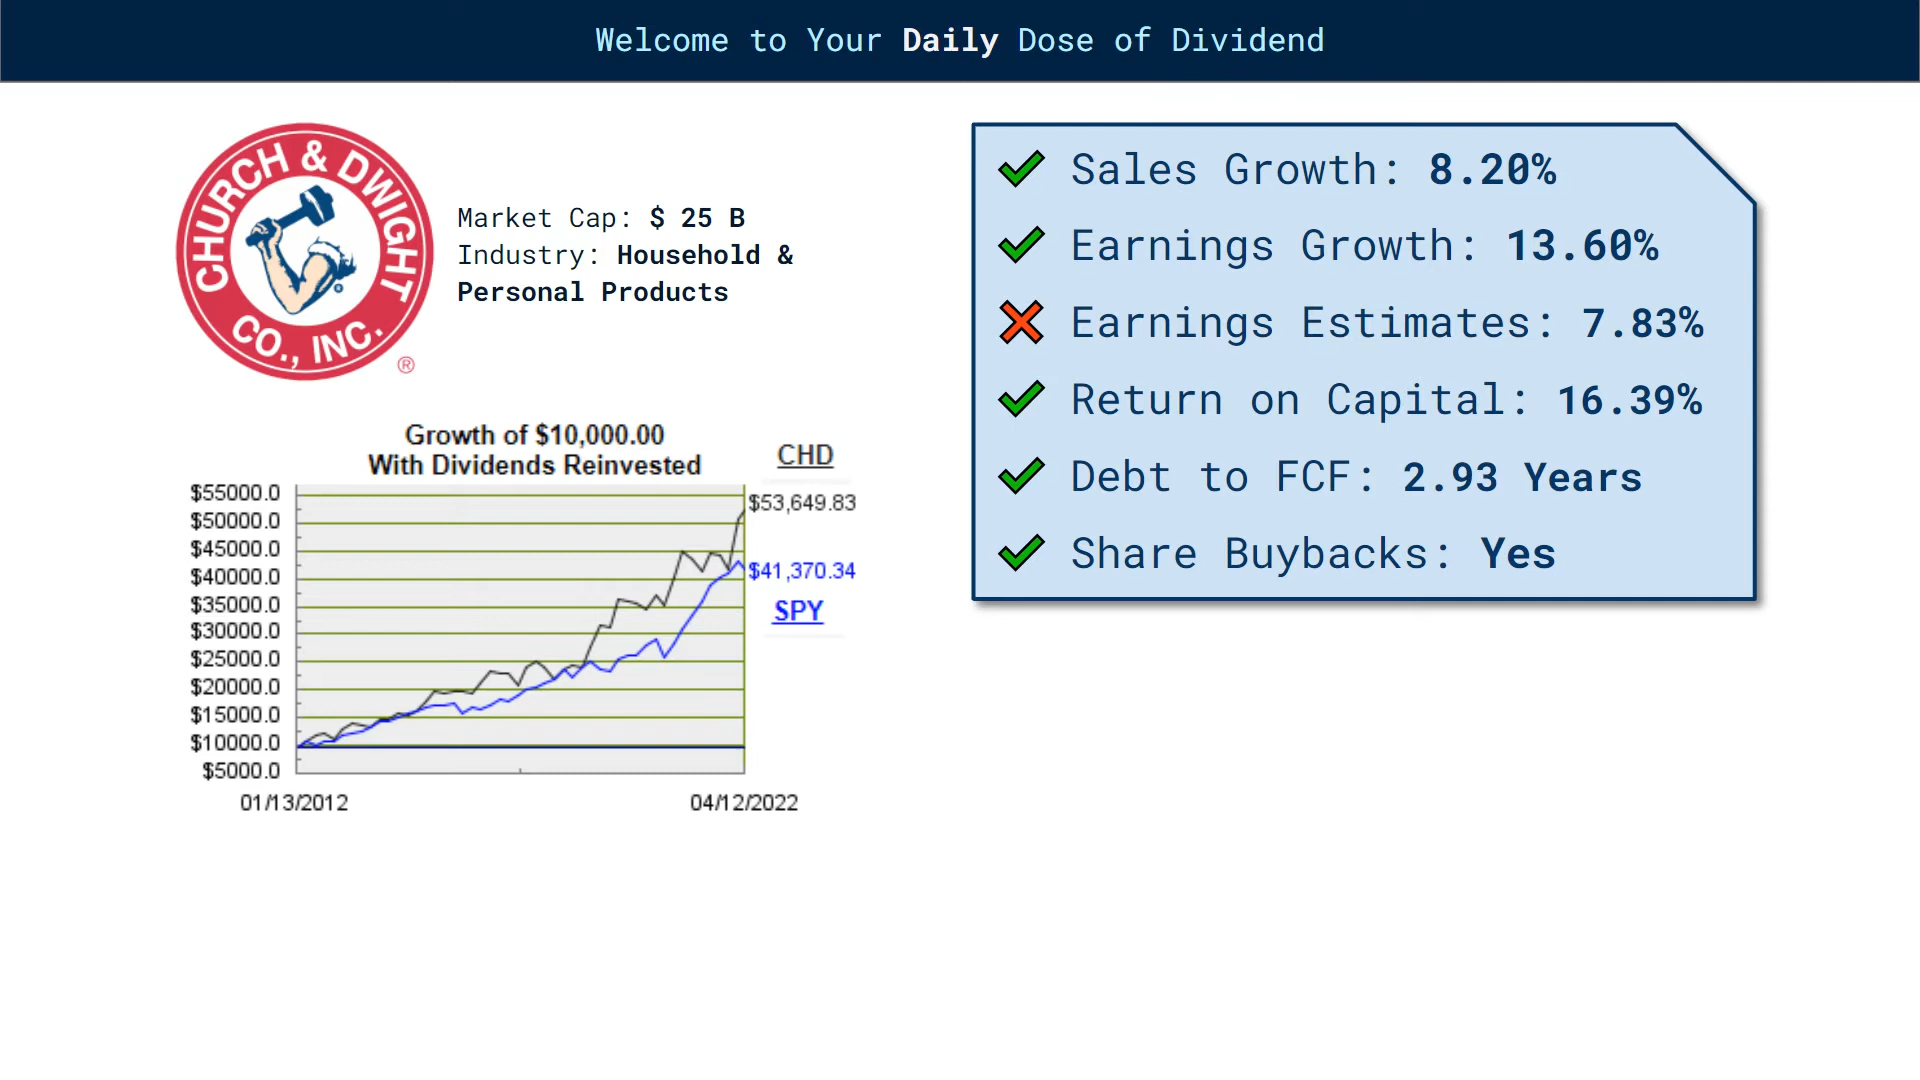 Welcome to Your Daily Dose of Dividend
CHURCH & DWIGHT
CO., INC.
®
Market Cap: $ 25 B
Industry: Household &
Personal Products
Growth of $10,000.00
With Dividends Reinvested
CHD
$53,649.83
$41,370.34
SPY
$55000.0
$50000.0
$45000.0
$40000.0
$35000.0
$30000.0
$25000.0
$20000.0
$15000.0
$10000.0
$5000.0
01/13/2012
04/12/2022
Sales Growth: 8.20%
Earnings Growth: 13.60%
Earnings Estimates: 7.83%
Return on Capital: 16.39%
Debt to FCF: 2.93 Years
Share Buybacks: Yes